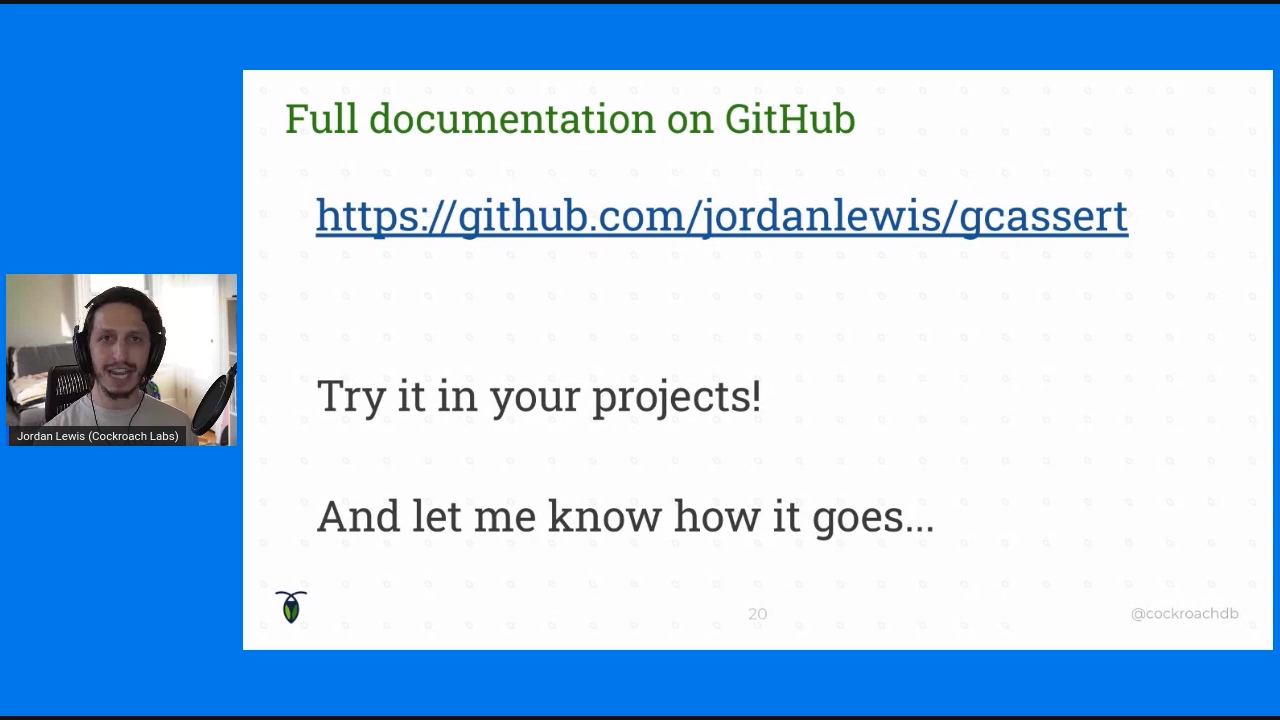 Full documentation on GitHub
https://github.com/jordanlewis/gcassert
Try it in your projects!
And let me know how it goes...
Jordan Lewis (Cockroach Labs)
20
@cockroachdb